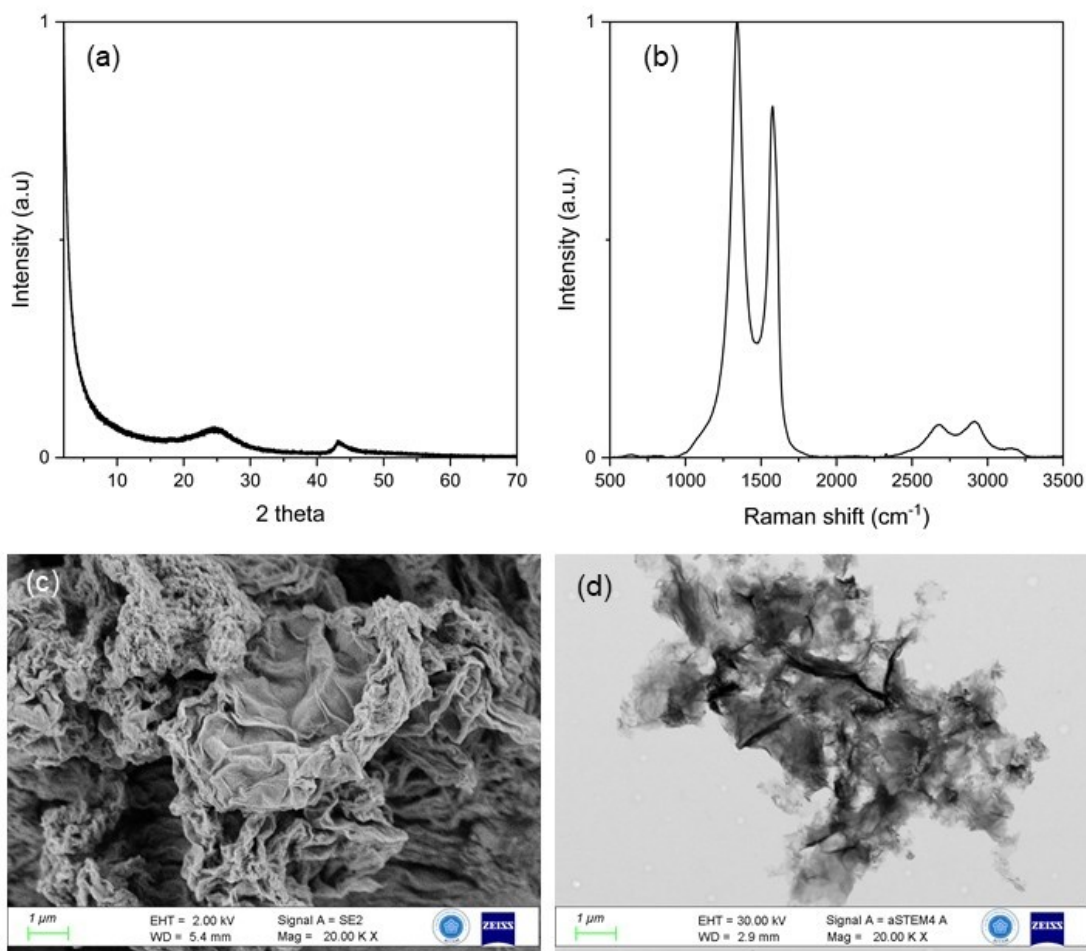 (a)
1
Intensity (a.u)
0
10 20 30 40 50 60 70
2 theta
(b)
1
Intensity (a.u.)
0
500 1000 1500 2000 2500 3000 3500
Raman shift (cm⁻¹)
(c)
1 µm
EHT = 2.00 kV
WD = 5.4 mm
Signal A = SE2
Mag = 20.00 K X
ZEISS
(d)
1 µm
EHT = 30.00 kV
WD = 2.9 mm
Signal A = aSTEM4 A
Mag = 20.00 K X
ZEISS